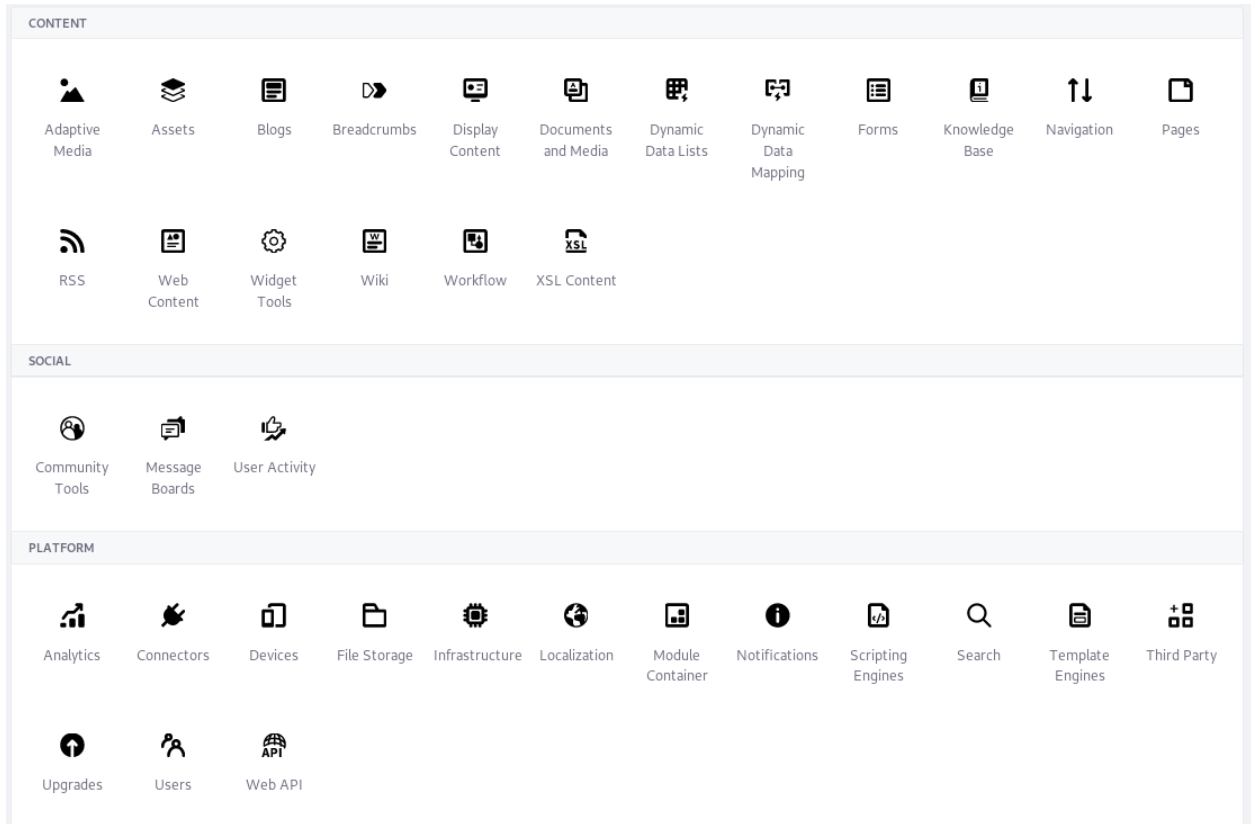 CONTENT
Adaptive Media
Assets
Blogs
Breadcrumbs
Display Content
Documents and Media
Dynamic Data Lists
Dynamic Data Mapping
Forms
Knowledge Base
Navigation
Pages
RSS
Web Content
Widget Tools
W
Wiki
Workflow
XSL
XSL Content
SOCIAL
Community Tools
Message Boards
User Activity
PLATFORM
Analytics
Connectors
Devices
File Storage
Infrastructure
Localization
Module Container
Notifications
</>
Scripting Engines
Search
Template Engines
Third Party
Upgrades
Users
API
Web API